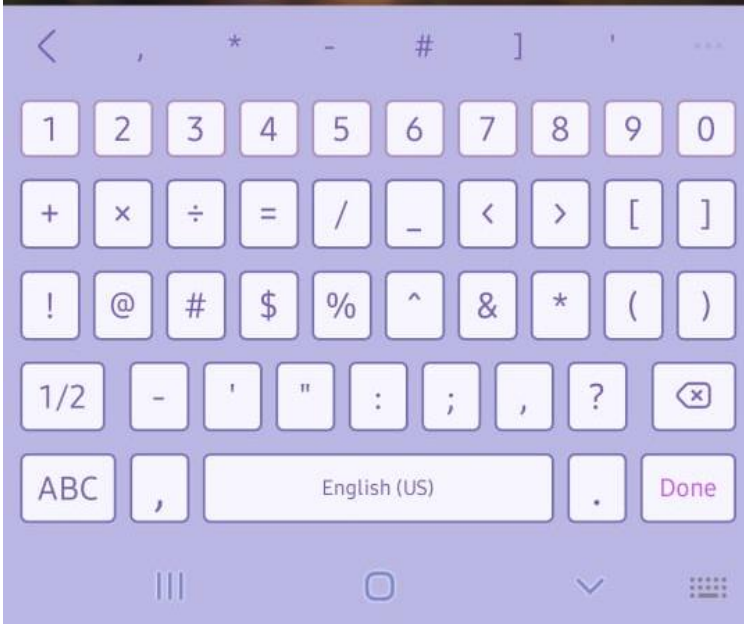 , * - # ] ' ...
1 2 3 4 5 6 7 8 9 0
+ × ÷ = / _ < > [ ]
! @ # $ % ^ & * ( )
1/2 - ' " : ; , ?
ABC , English (US) . Done